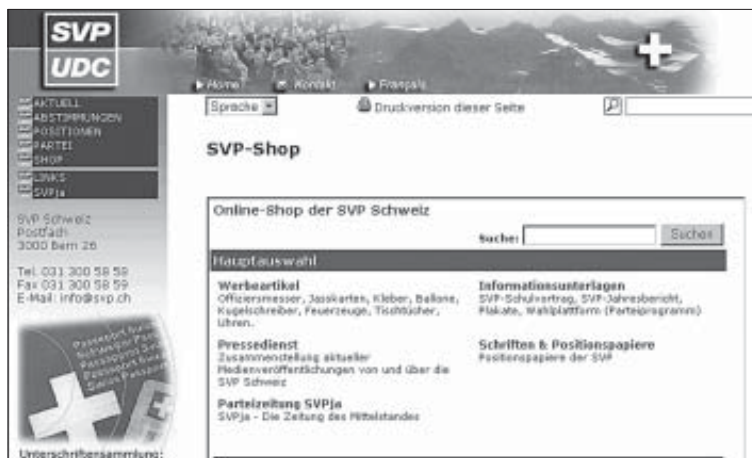 SVP
UDC
Home Kontakt Français
AKTUELL
ABSTIMMUNGEN
POSITIONEN
PARTEI
SHOP
LINKS
SVPja
SVP Schweiz
Postfach
3000 Bern 26
Tel. 031 300 58 58
Fax 031 300 58 59
E-Mail: info@svp.ch
Unterschriftensammlung:
Sprache
Druckversion dieser Seite
SVP-Shop
Online-Shop der SVP Schweiz
Suche: Suchen
Hauptauswahl
Werbeartikel
Offiziersmesser, Jasskarten, Kleber, Ballone,
Kugelschreiber, Feuerzeuge, Tischtücher,
Uhren.
Informationsunterlagen
SVP-Schulvortrag, SVP-Jahresbericht,
Plakate, Wahlplattform (Parteiprogramm)
Pressedienst
Zusammenstellung aktueller
Medienveröffentlichungen von und über die
SVP Schweiz
Schriften & Positionspapiere
Positionspapiere der SVP
Parteizeitung SVPja
SVPja - Die Zeitung des Mittelstandes